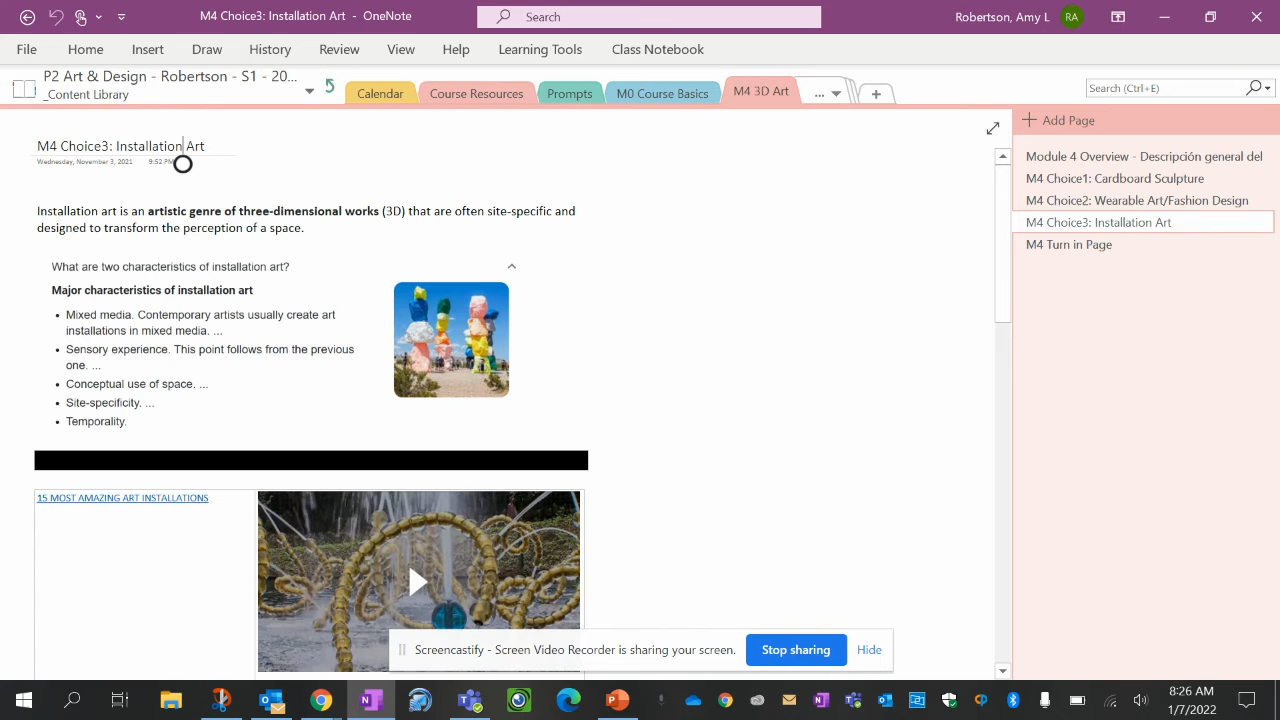 M4 Choice3: Installation Art - OneNote
Search
Robertson, Amy L
RA
File Home Insert Draw History Review View Help Learning Tools Class Notebook
P2 Art & Design - Robertson - S1 - 20...
_Content Library
Calendar Course Resources Prompts M0 Course Basics M4 3D Art ...
Search (Ctrl+E)
Add Page
Module 4 Overview - Descripción general del
M4 Choice1: Cardboard Sculpture
M4 Choice2: Wearable Art/Fashion Design
M4 Choice3: Installation Art
M4 Turn in Page
M4 Choice3: Installation Art
Wednesday, November 3, 2021 9:52 PM
Installation art is an artistic genre of three-dimensional works (3D) that are often site-specific and
designed to transform the perception of a space.
What are two characteristics of installation art?
Major characteristics of installation art
• Mixed media. Contemporary artists usually create art
installations in mixed media. ...
• Sensory experience. This point follows from the previous
one. ...
• Conceptual use of space. ...
• Site-specificity. ...
• Temporality.
15 MOST AMAZING ART INSTALLATIONS
Screencastify - Screen Video Recorder is sharing your screen.
Stop sharing
Hide
8:26 AM
1/7/2022